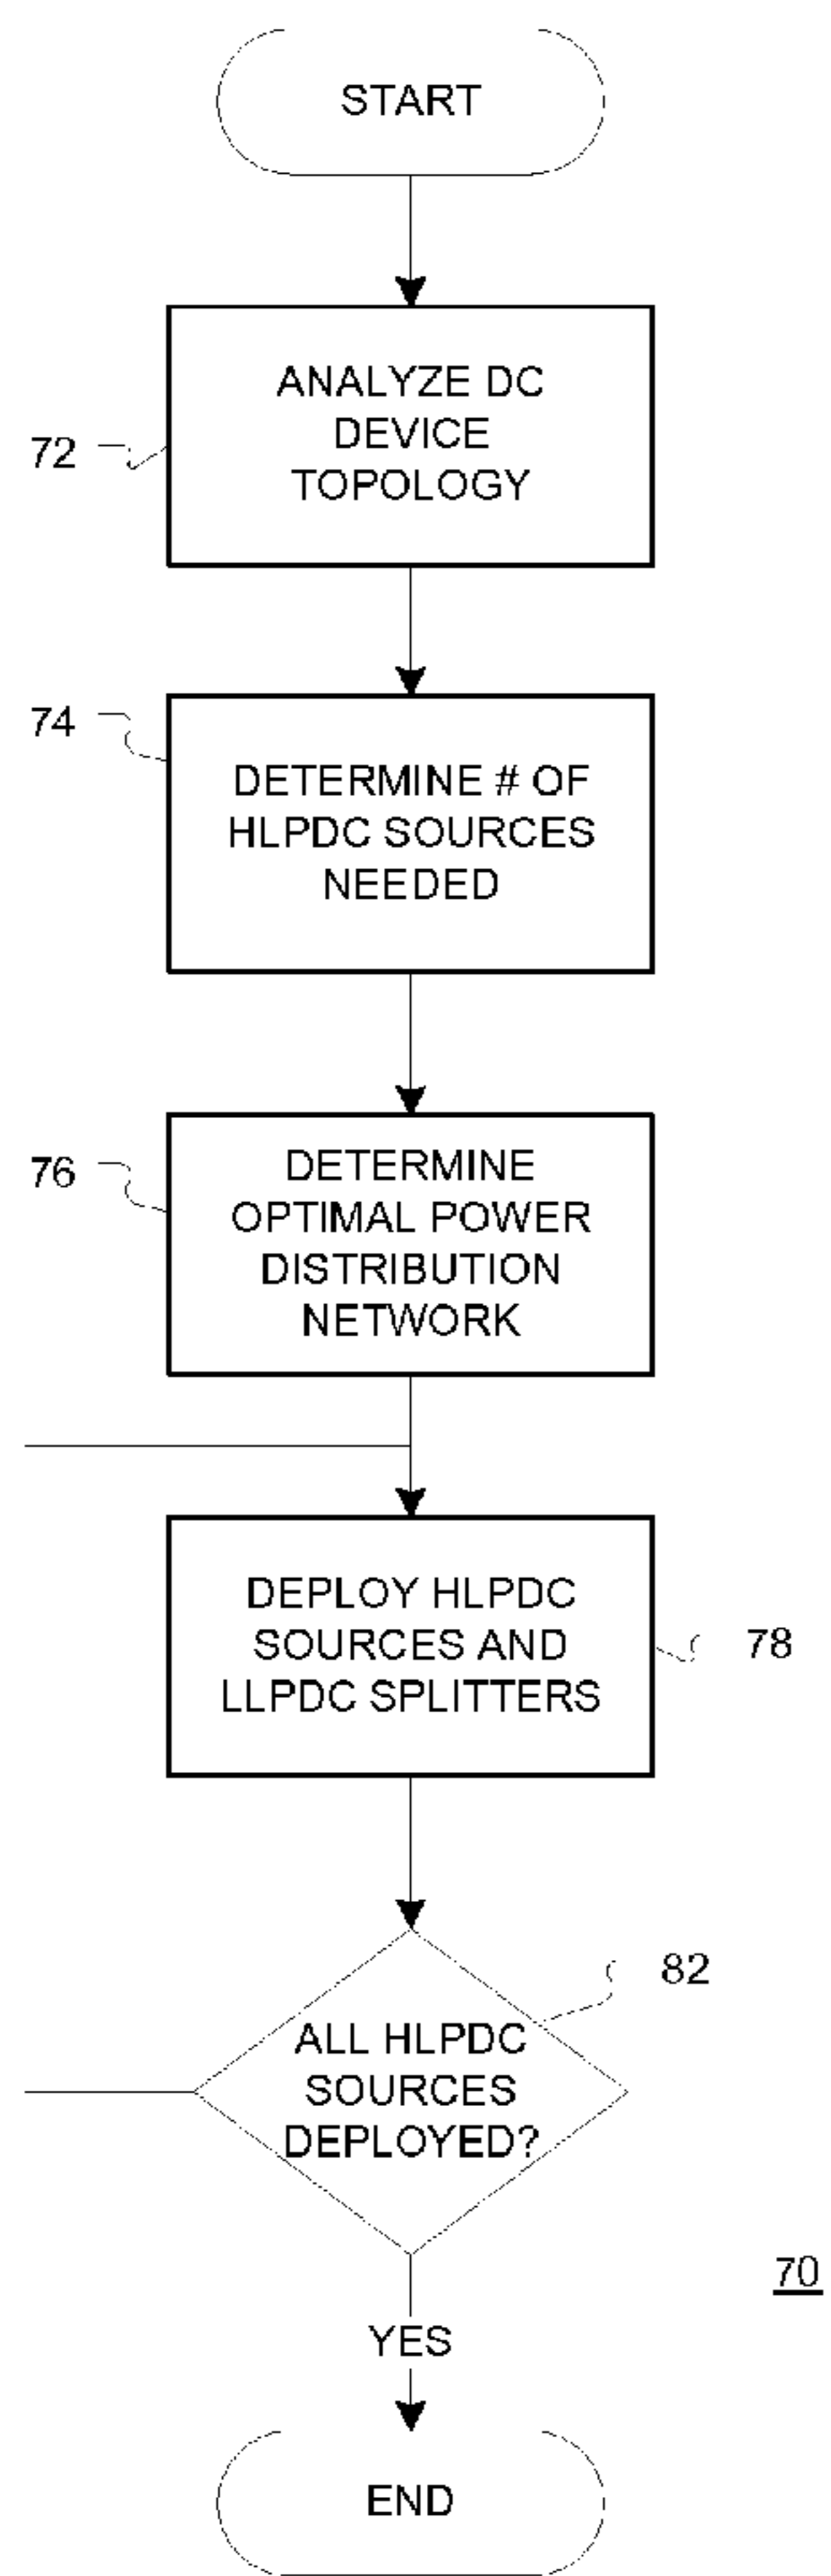 START
ANALYZE DC
DEVICE
TOPOLOGY
72
74
DETERMINE # OF
HLPDC SOURCES
NEEDED
76
DETERMINE
OPTIMAL POWER
DISTRIBUTION
NETWORK
DEPLOY HLPDC
SOURCES AND
LLPDC SPLITTERS
78
82
ALL HLPDC
SOURCES
DEPLOYED?
70
YES
END